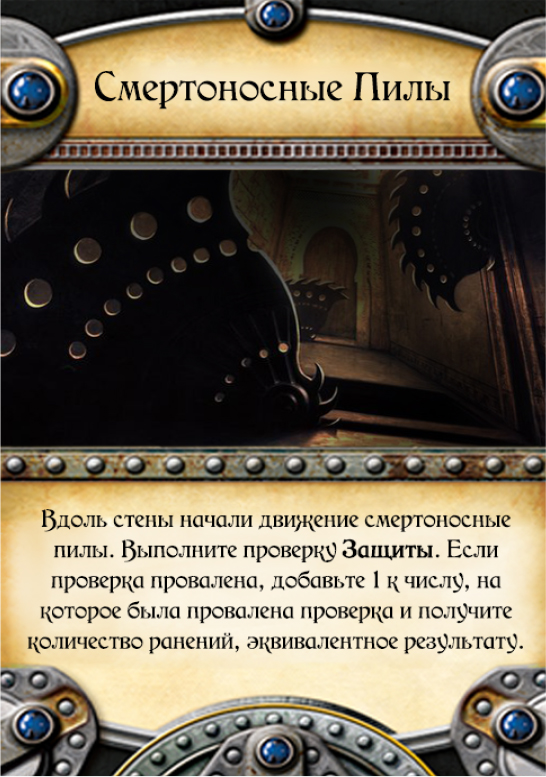 Смертоносные Пилы
Вдоль стены начали движение смертоносные
пилы. Выполните проверку Защиты. Если
проверка провалена, добавьте 1 к числу, на
которое была провалена проверка и получите
количество ранений, эквивалентное результату.